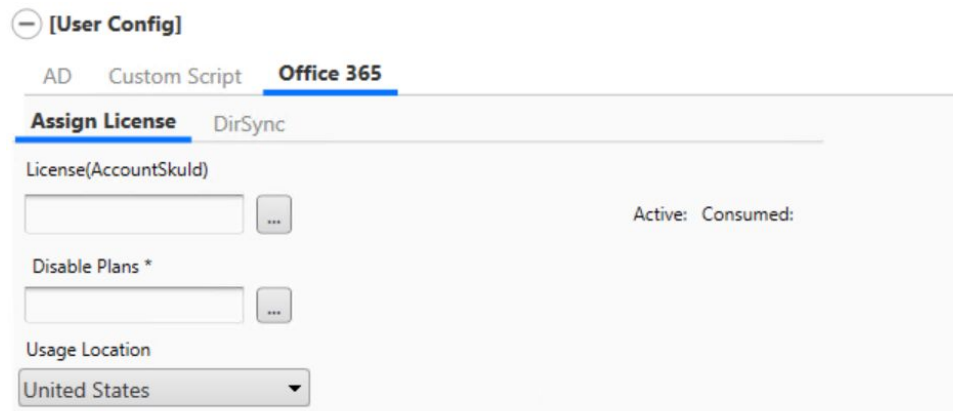 [User Config]
AD Custom Script Office 365
Assign License DirSync
License(AccountSkuId)
... Active: Consumed:
Disable Plans *
...
Usage Location
United States